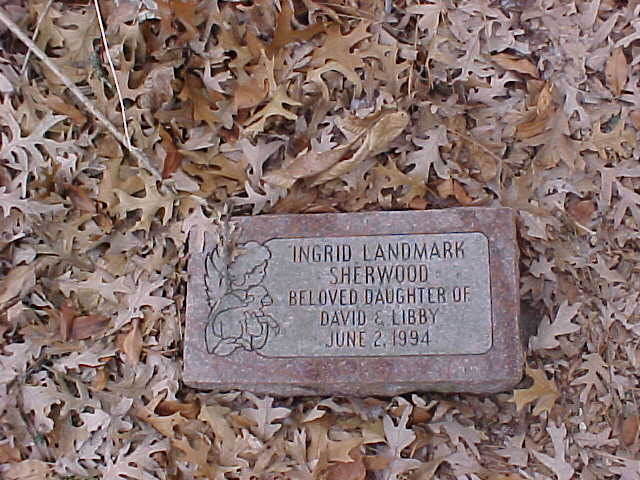 INGRID LANDMARK
SHERWOOD
BELOVED DAUGHTER OF
DAVID & LIBBY
JUNE 2, 1994